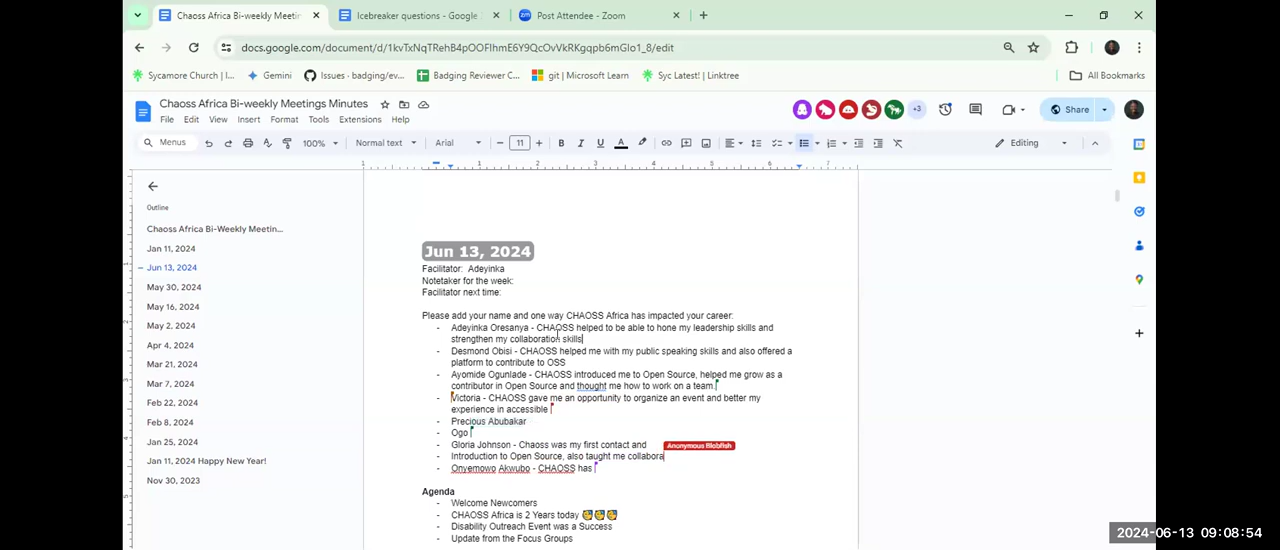 Chaoss Africa Bi-weekly Meetin
Icebreaker questions - Google
Post Attendee - Zoom
docs.google.com/document/d/1kvTxNqTRehB4pOOFlhmE6Y9QcOvVkRKgqpb6mGlo1_8/edit
Sycamore Church | I...
Gemini
Issues · badging/ev...
Badging Reviewer C...
git | Microsoft Learn
Syc Latest! | Linktree
All Bookmarks
Chaoss Africa Bi-weekly Meetings Minutes
+3
Share
File Edit View Insert Format Tools Extensions Help
Menus
100%
Normal text
Arial
11
B I U A
Editing
1 1 2 3 4 5 6 7
Outline
Chaoss Africa Bi-Weekly Meetin...
Jan 11, 2024
Jun 13, 2024
May 30, 2024
May 16, 2024
May 2, 2024
Apr 4, 2024
Mar 21, 2024
Mar 7, 2024
Feb 22, 2024
Feb 8, 2024
Jan 25, 2024
Jan 11, 2024 Happy New Year!
Nov 30, 2023
Jun 13, 2024
Facilitator: Adeyinka
Notetaker for the week:
Facilitator next time:
Please add your name and one way CHAOSS Africa has impacted your career:
- Adeyinka Oresanya - CHAOSS helped to be able to hone my leadership skills and
strengthen my collaboration skills
- Desmond Obisi - CHAOSS helped me with my public speaking skills and also offered a
platform to contribute to OSS
- Ayomide Ogunlade - CHAOSS introduced me to Open Source, helped me grow as a
contributor in Open Source and thought me how to work on a team.
- Victoria - CHAOSS gave me an opportunity to organize an event and better my
experience in accessible
- Precious Abubakar
- Ogo
- Gloria Johnson - Chaoss was my first contact and
Anonymous Blobfish
- Introduction to Open Source, also taught me collabora
- Onyemowo Akwubo - CHAOSS has
Agenda
- Welcome Newcomers
- CHAOSS Africa is 2 Years today 🥳🥳🥳
- Disability Outreach Event was a Success
- Update from the Focus Groups
2024-06-13 09:08:54